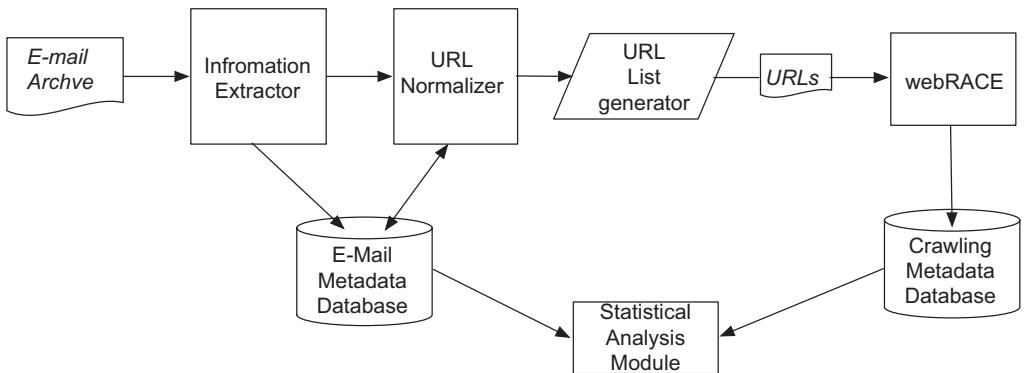 E-mail
Archve
Infromation
Extractor
URL
Normalizer
URL
List
generator
URLs
webRACE
E-Mail
Metadata
Database
Crawling
Metadata
Database
Statistical
Analysis
Module